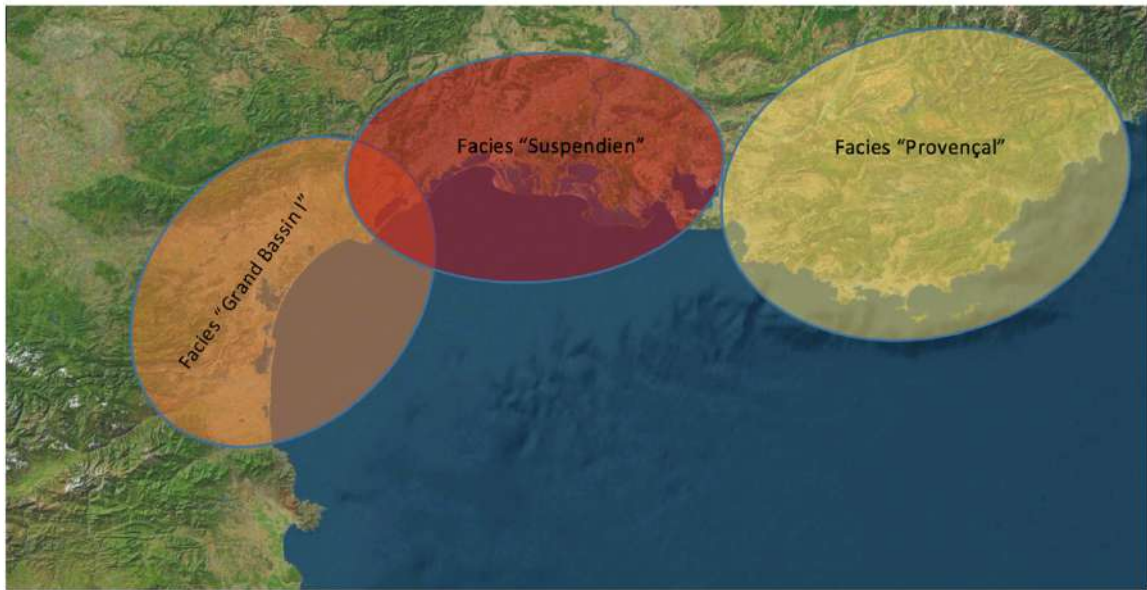 Facies "Grand Bassin I"
Facies "Suspendien"
Facies "Provençal"